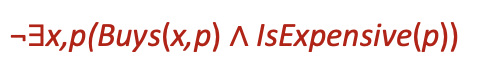 ¬∃x,p(Buys(x,p) ∧ IsExpensive(p))